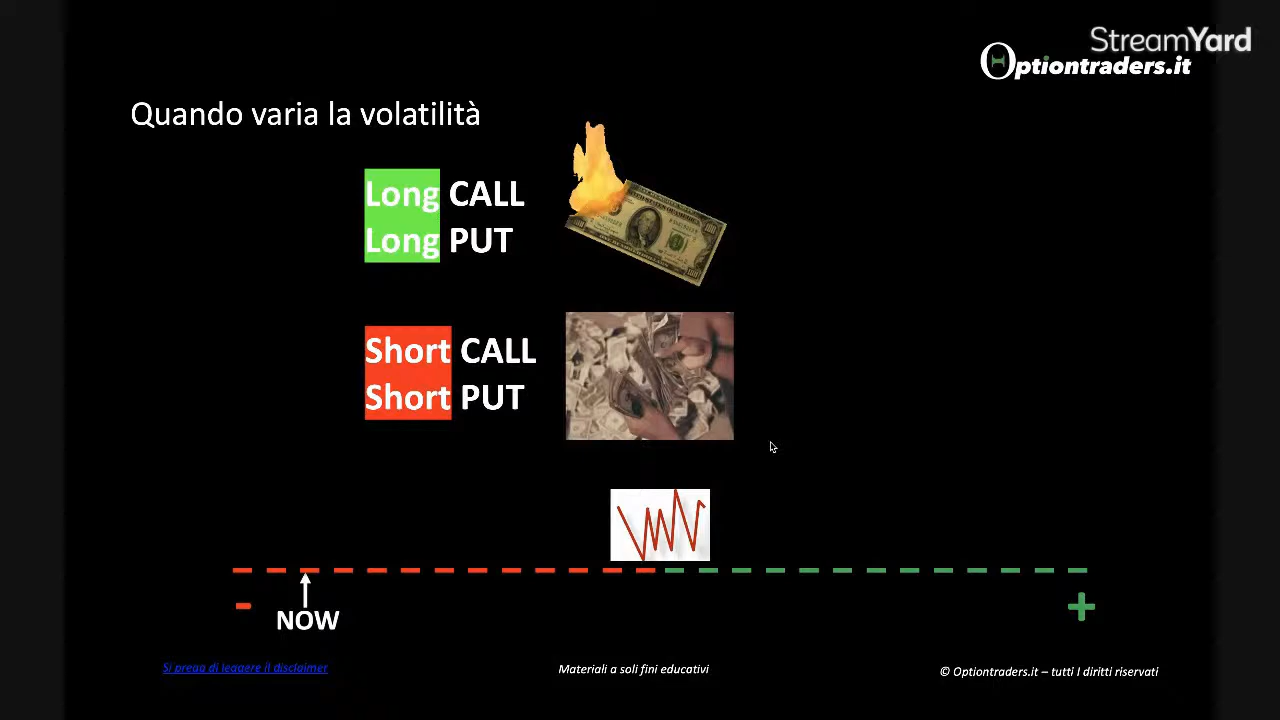 StreamYard
Optiontraders.it
Quando varia la volatilità
Long CALL
Long PUT
Short CALL
Short PUT
-
+
NOW
Si prega di leggere il disclaimer
Materiali a soli fini educativi
© Optiontraders.it – tutti I diritti riservati